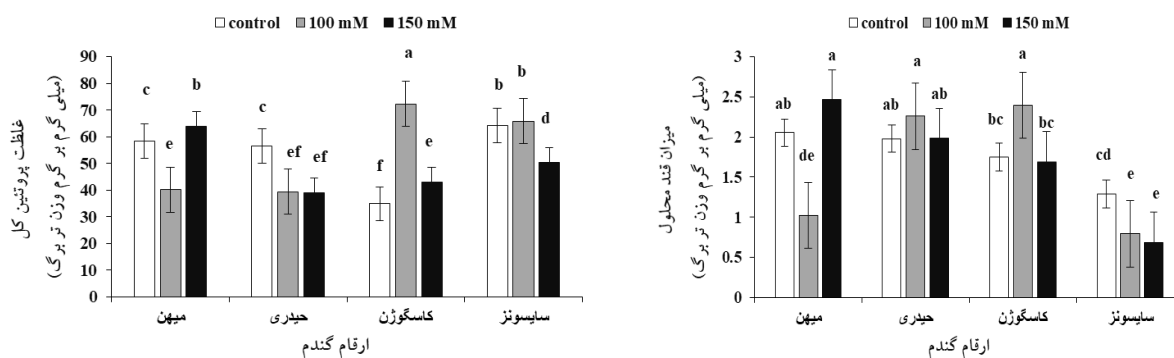 control 100 mM 150 mM
غلظت پروتئین کل
(میلی گرم بر گرم وزن تر برگ)
90
80
70
60
50
40
30
20
10
0
c
e
b
c
ef
ef
f
a
e
b
b
d
میهن
حیدری
کاسگوژن
سایسونز
ارقام گندم
control 100 mM 150 mM
میزان قند محلول
(میلی گرم بر گرم وزن تر برگ)
3
2.5
2
1.5
1
0.5
0
ab
de
a
ab
a
ab
bc
a
bc
cd
e
e
میهن
حیدری
کاسگوژن
سایسونز
ارقام گندم